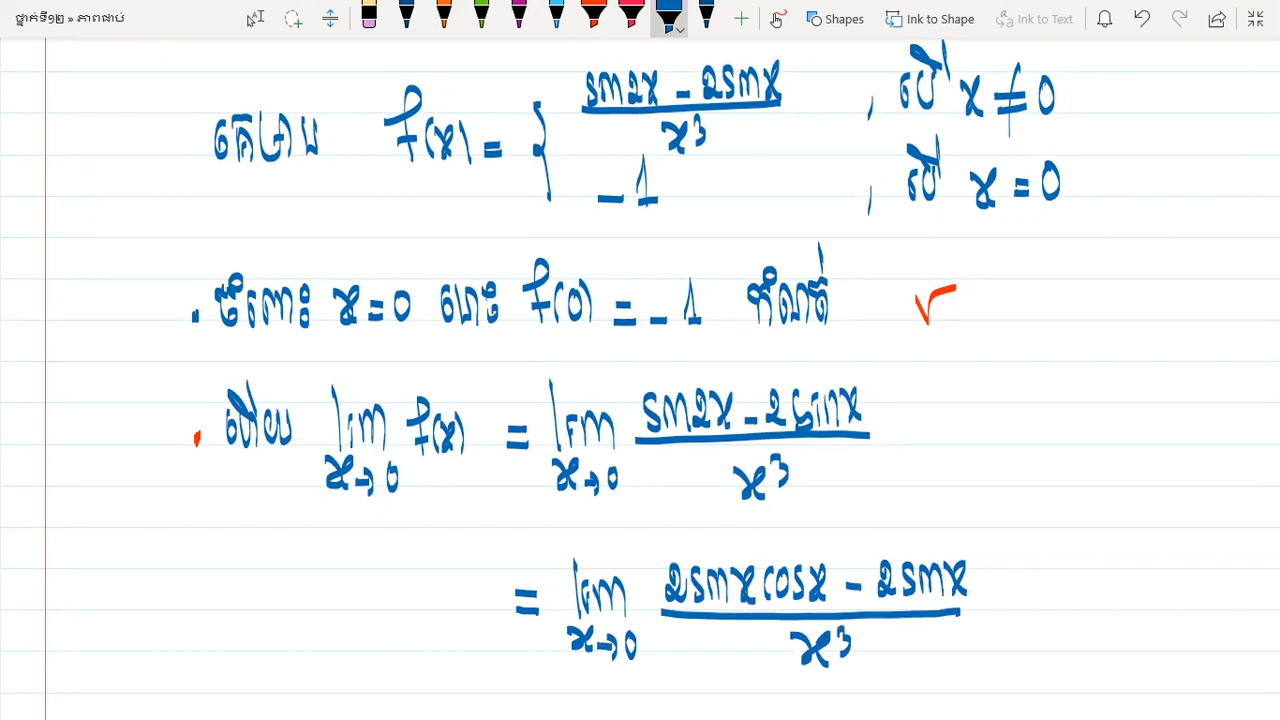 ថ្នាក់ទី១២ » ភាពជាប់
Shapes Ink to Shape Ink to Text
គេមាន f(x) = { sin2x - 2sinx / x³ , បើ x ≠ 0
-1 , បើ x = 0
. ចំពោះ x = 0 នោះ f(0) = -1 កំណត់ ✓
. ហើយ lim x→0 f(x) = lim x→0 sin2x - 2sinx / x³
= lim x→0 2sinxcosx - 2sinx / x³